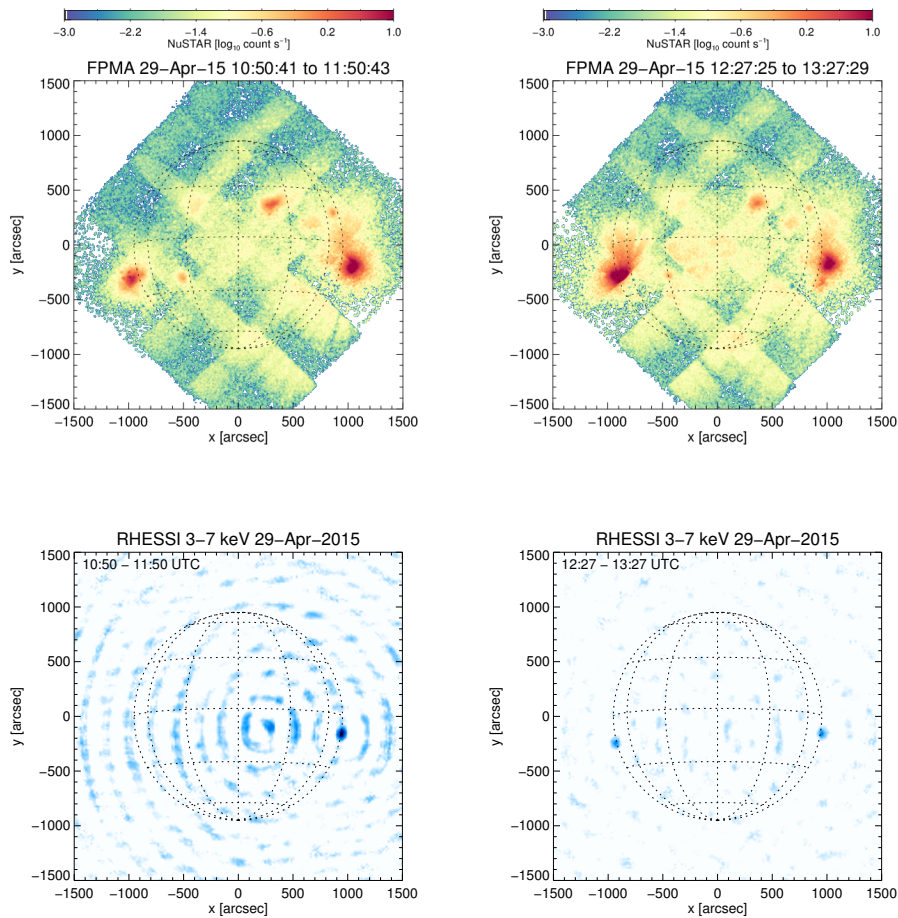 −3.0 −2.2 −1.4 −0.6 0.2 1.0
NuSTAR [log10 count s−1]
FPMA 29−Apr−15 10:50:41 to 11:50:43
1500
1000
500
0
−500
−1000
−1500
y [arcsec]
−1500 −1000 −500 0 500 1000 1500
x [arcsec]
−3.0 −2.2 −1.4 −0.6 0.2 1.0
NuSTAR [log10 count s−1]
FPMA 29−Apr−15 12:27:25 to 13:27:29
1500
1000
500
0
−500
−1000
−1500
y [arcsec]
−1500 −1000 −500 0 500 1000 1500
x [arcsec]
RHESSI 3−7 keV 29−Apr−2015
10:50 − 11:50 UTC
1500
1000
500
0
−500
−1000
−1500
y [arcsec]
−1500 −1000 −500 0 500 1000 1500
x [arcsec]
RHESSI 3−7 keV 29−Apr−2015
12:27 − 13:27 UTC
1500
1000
500
0
−500
−1000
−1500
y [arcsec]
−1500 −1000 −500 0 500 1000 1500
x [arcsec]